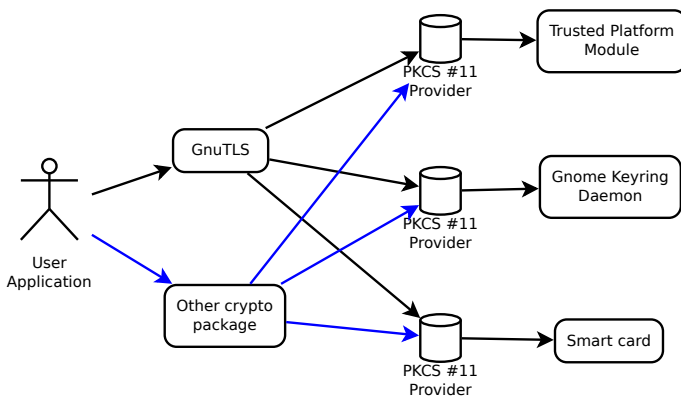 PKCS #11
Provider
Trusted Platform
Module
GnuTLS
Gnome Keyring
Daemon
PKCS #11
Provider
User
Application
Other crypto
package
Smart card
PKCS #11
Provider